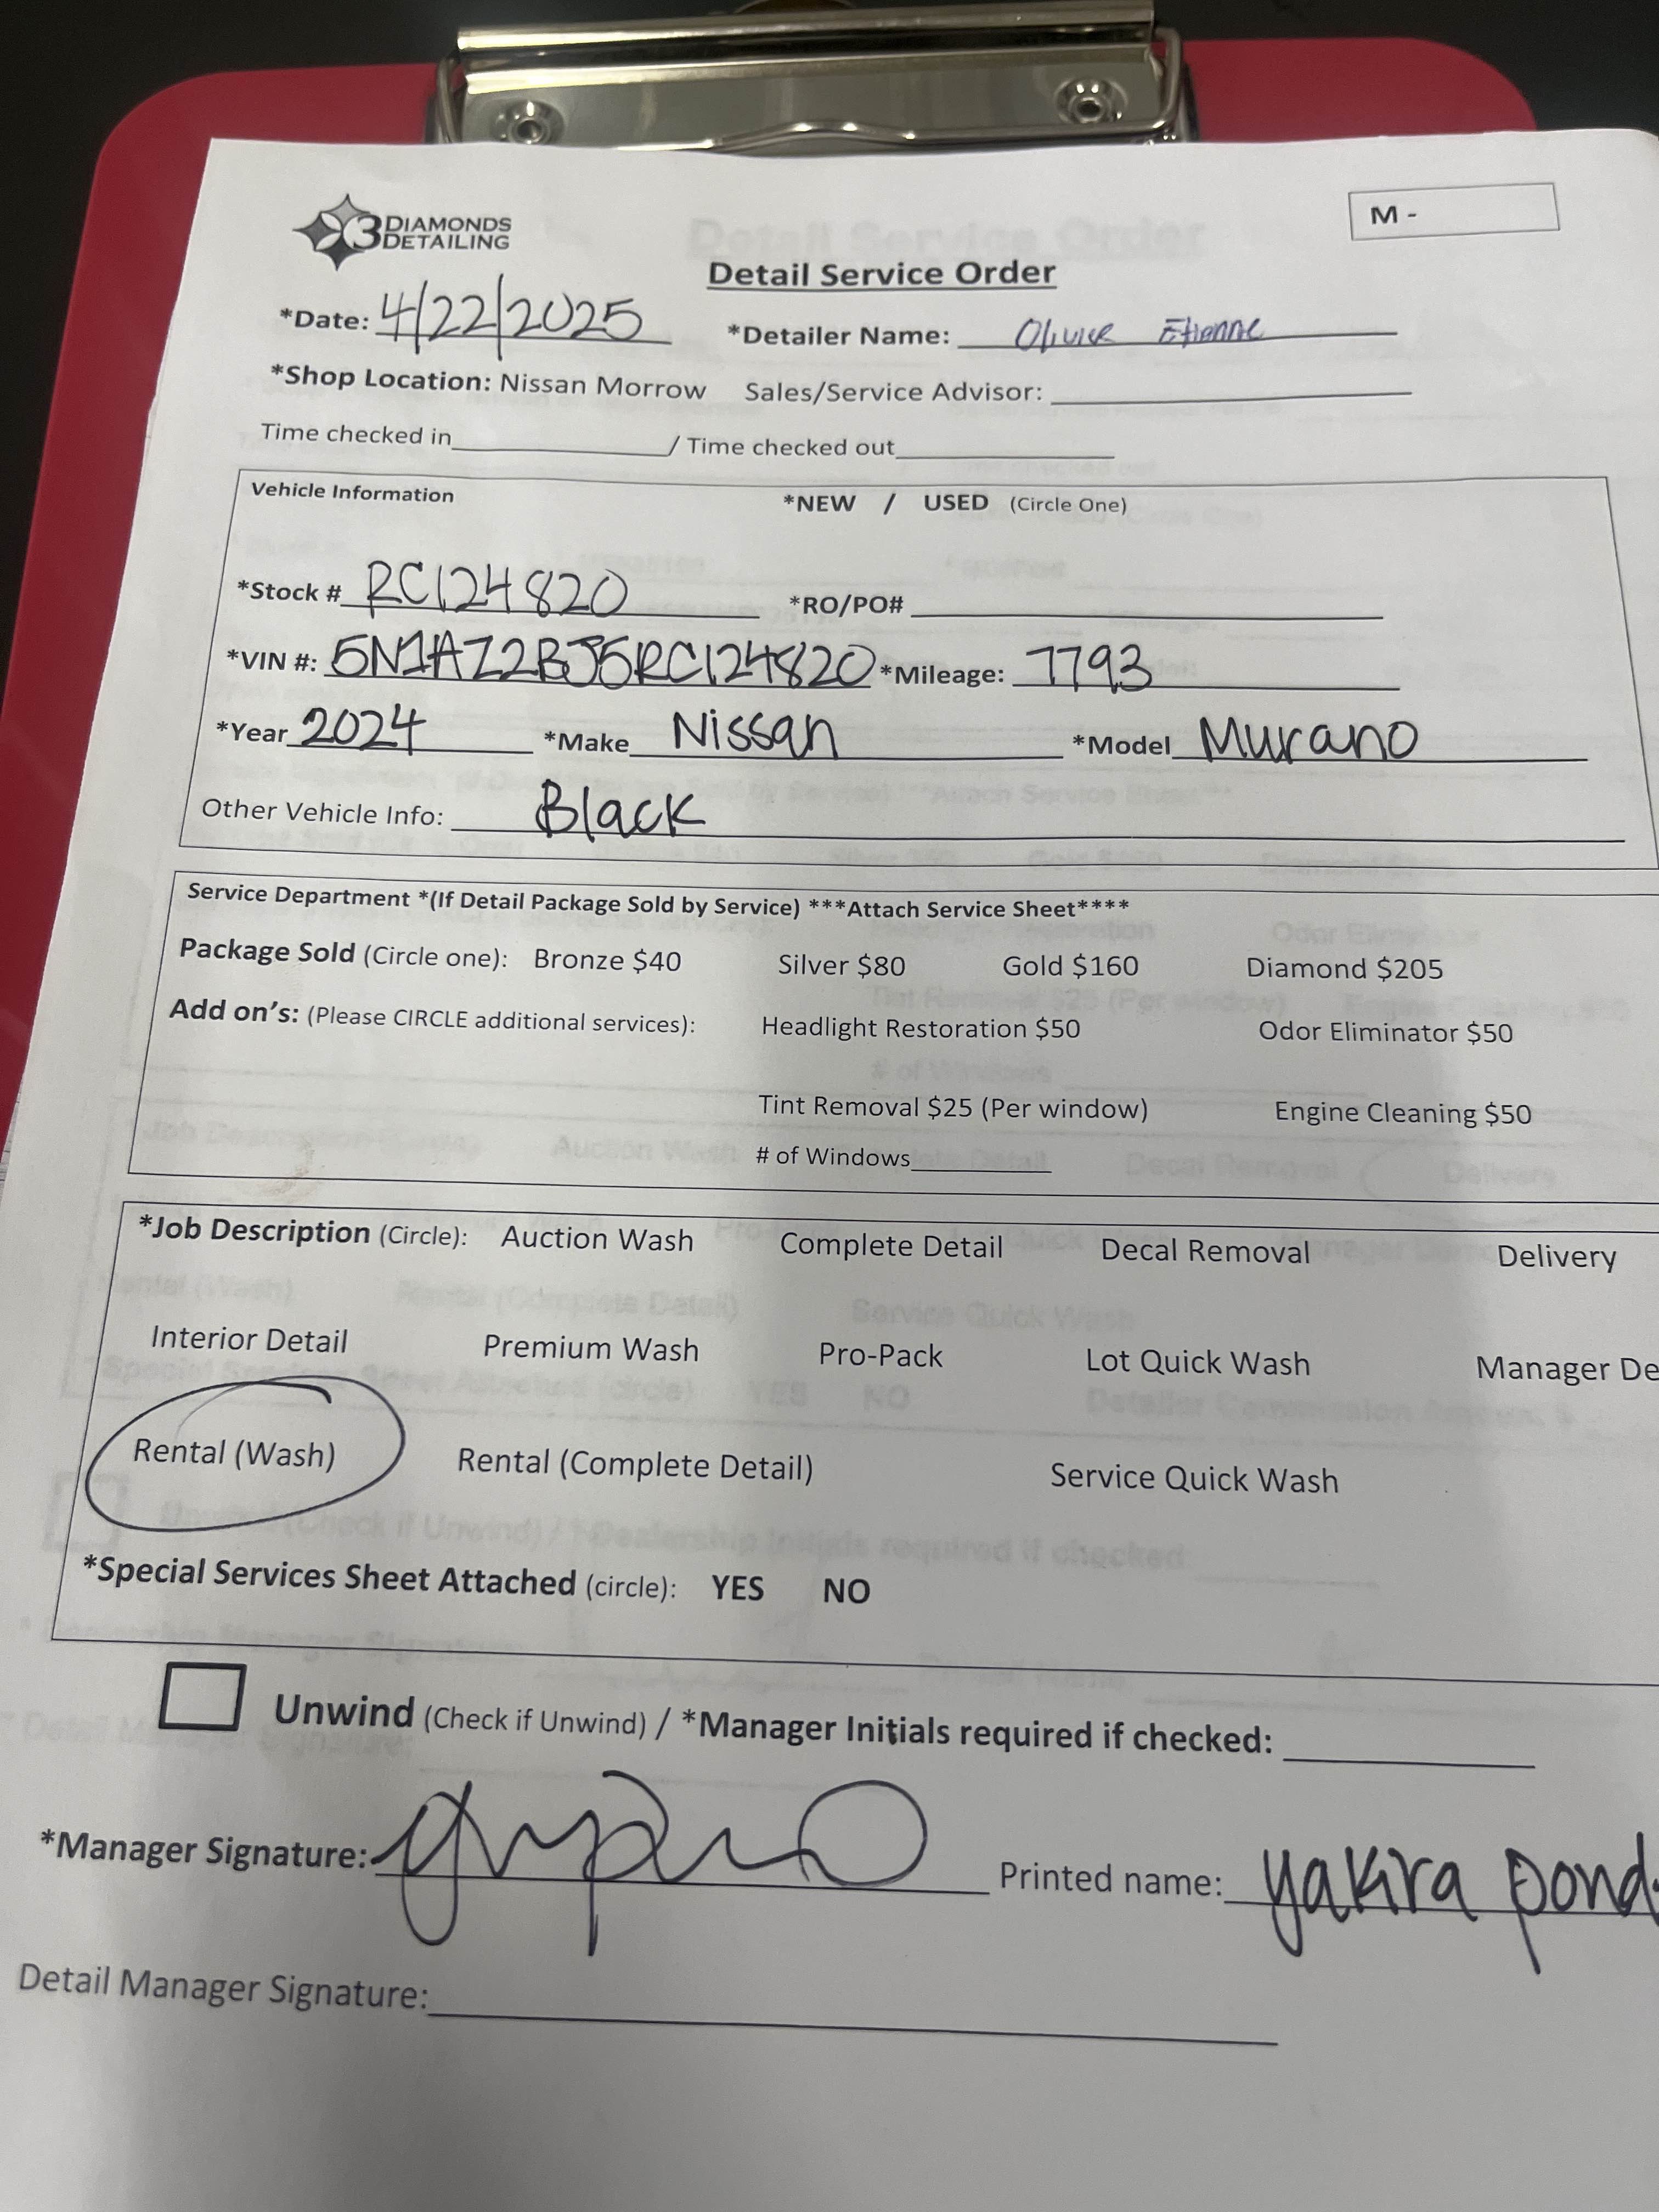 3 DIAMONDS DETAILING
M -
Detail Service Order
*Date: 4/22/2025 *Detailer Name: Olivier Etienne
*Shop Location: Nissan Morrow Sales/Service Advisor:
Time checked in / Time checked out
Vehicle Information *NEW / USED (Circle One)
*Stock # RC124820 *RO/PO#
*VIN #: 5N1AZ2BJ5RC124820 *Mileage: 7793
*Year 2024 *Make Nissan *Model Murano
Other Vehicle Info: Black
Service Department *(If Detail Package Sold by Service) ***Attach Service Sheet****
Package Sold (Circle one): Bronze $40 Silver $80 Gold $160 Diamond $205
Add on's: (Please CIRCLE additional services): Headlight Restoration $50 Odor Eliminator $50
Tint Removal $25 (Per window) Engine Cleaning $50
# of Windows
*Job Description (Circle): Auction Wash Complete Detail Decal Removal Delivery
Interior Detail Premium Wash Pro-Pack Lot Quick Wash Manager De
Rental (Wash) Rental (Complete Detail) Service Quick Wash
*Special Services Sheet Attached (circle): YES NO
Unwind (Check if Unwind) / *Manager Initials required if checked:
*Manager Signature: Printed name: yakira pond
Detail Manager Signature: